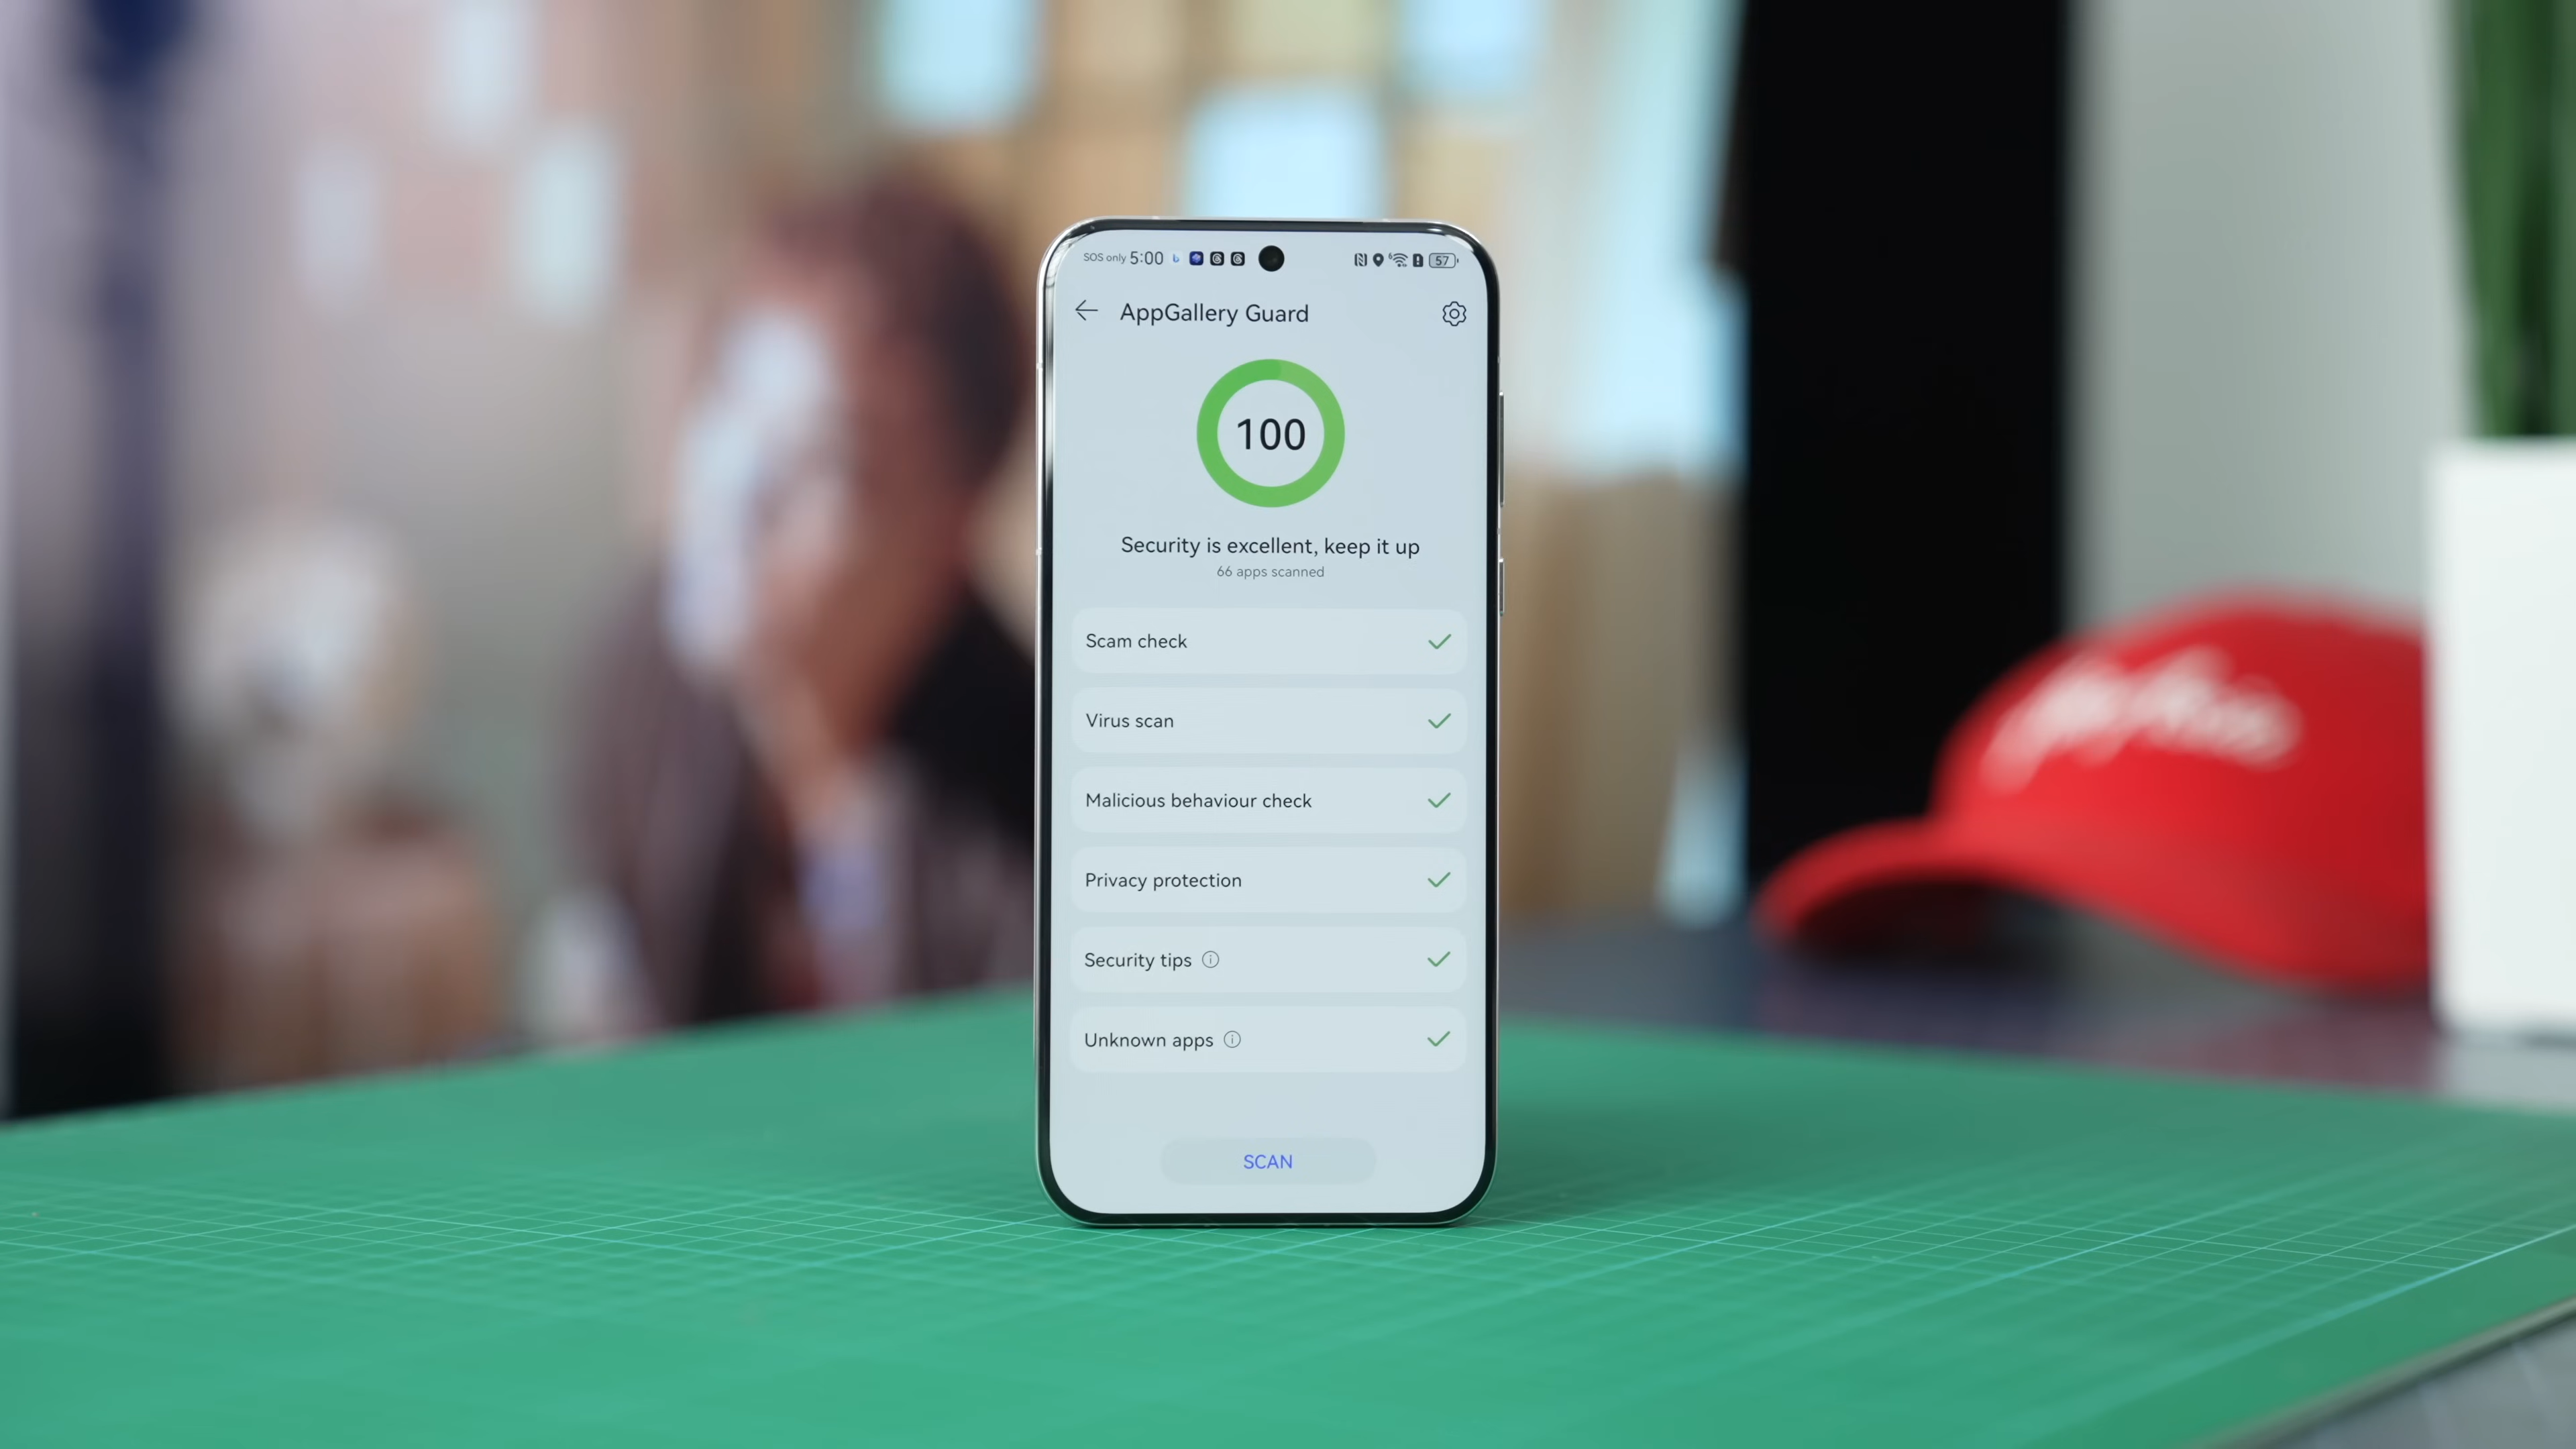 SOS only 5:00 57
AppGallery Guard
100
Security is excellent, keep it up
66 apps scanned
Scam check
Virus scan
Malicious behaviour check
Privacy protection
Security tips
Unknown apps
SCAN